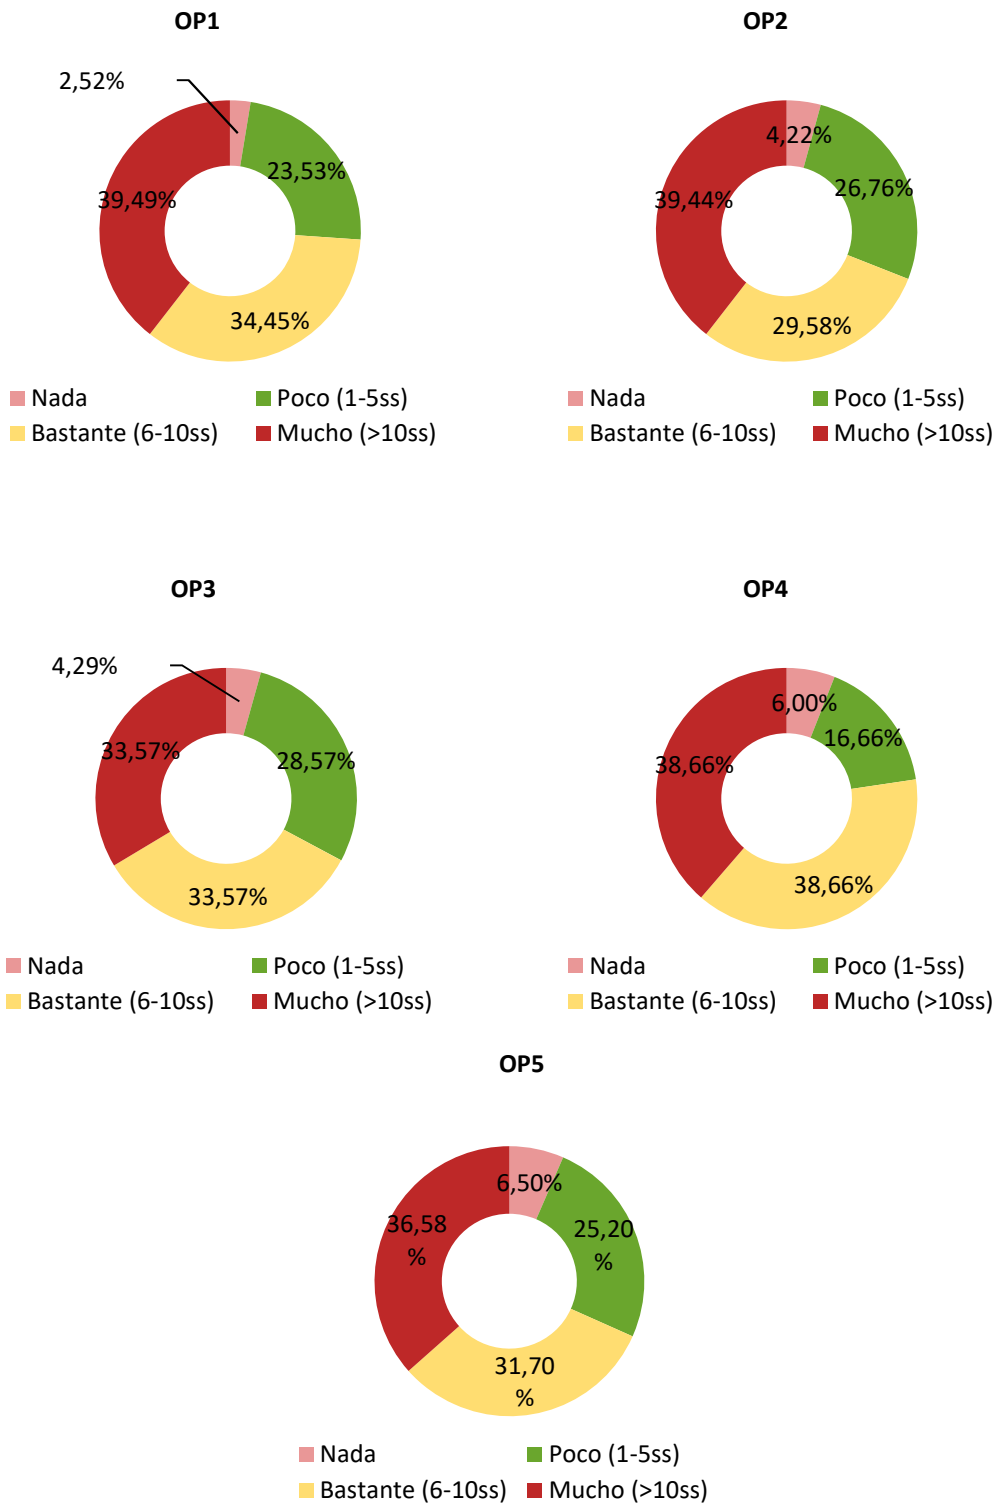 OP1
2,52%
23,53%
39,49%
34,45%
Nada
Poco (1-5ss)
Bastante (6-10ss)
Mucho (>10ss)
OP2
4,22%
26,76%
39,44%
29,58%
Nada
Poco (1-5ss)
Bastante (6-10ss)
Mucho (>10ss)
OP3
4,29%
33,57%
28,57%
33,57%
Nada
Poco (1-5ss)
Bastante (6-10ss)
Mucho (>10ss)
OP4
6,00%
16,66%
38,66%
38,66%
Nada
Poco (1-5ss)
Bastante (6-10ss)
Mucho (>10ss)
OP5
6,50%
36,58
%
25,20
%
31,70
%
Nada
Poco (1-5ss)
Bastante (6-10ss)
Mucho (>10ss)